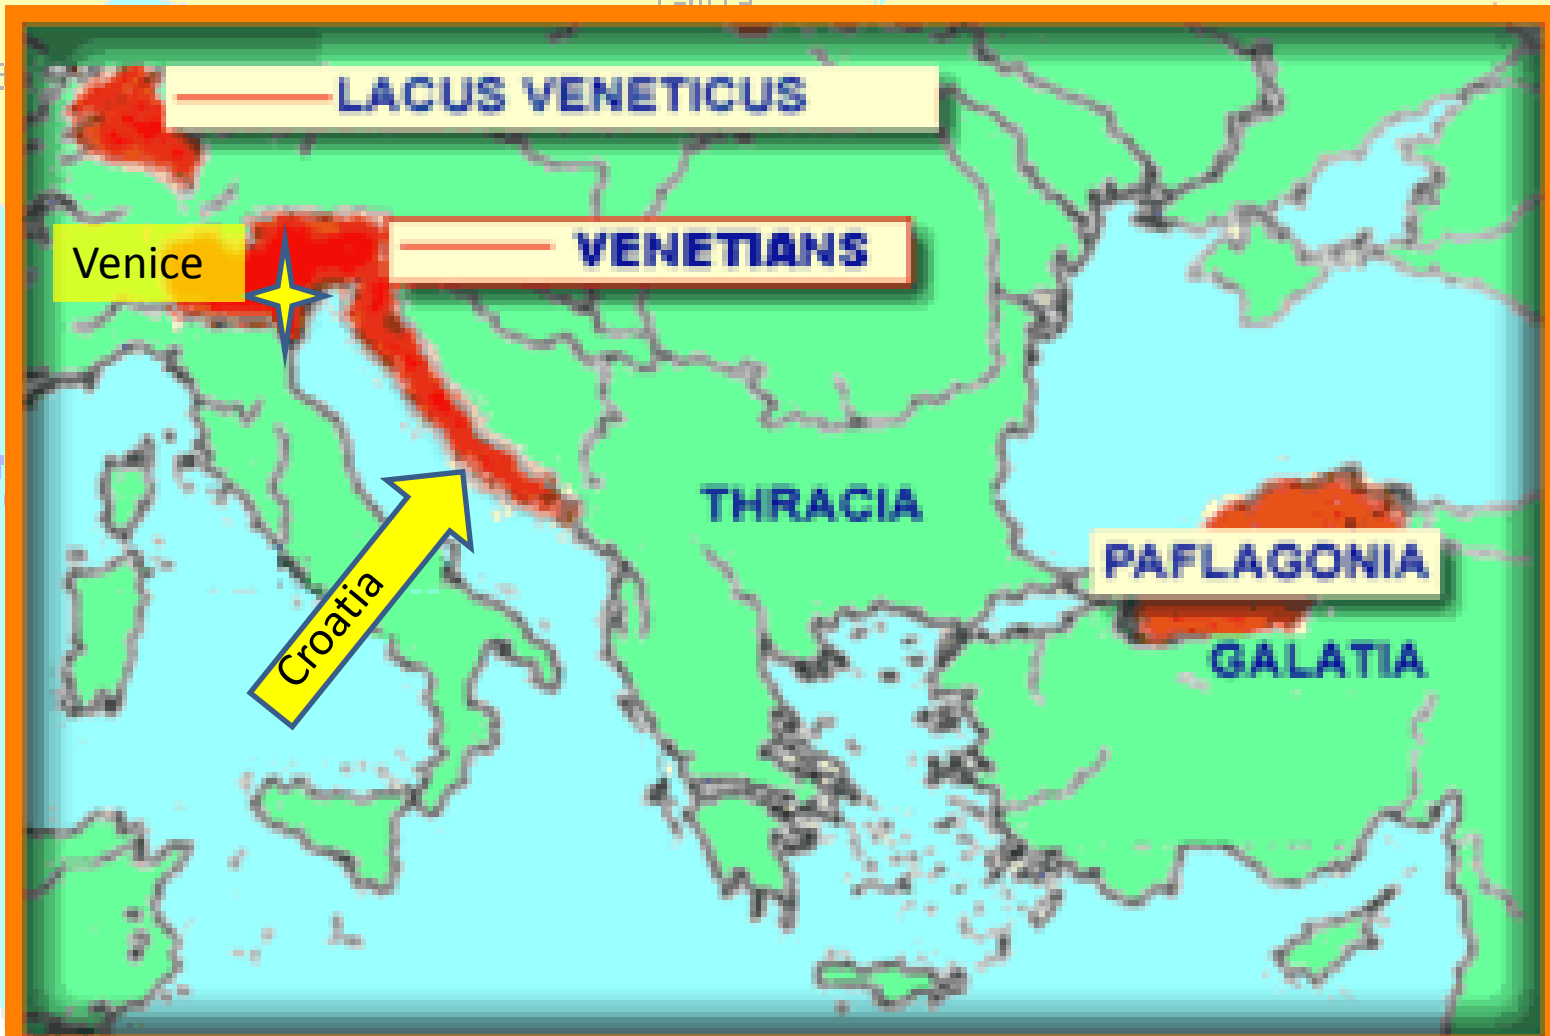 LACUS VENETICUS
Venice
VENETIANS
THRACIA
PAFLAGONIA
Croatia
GALATIA